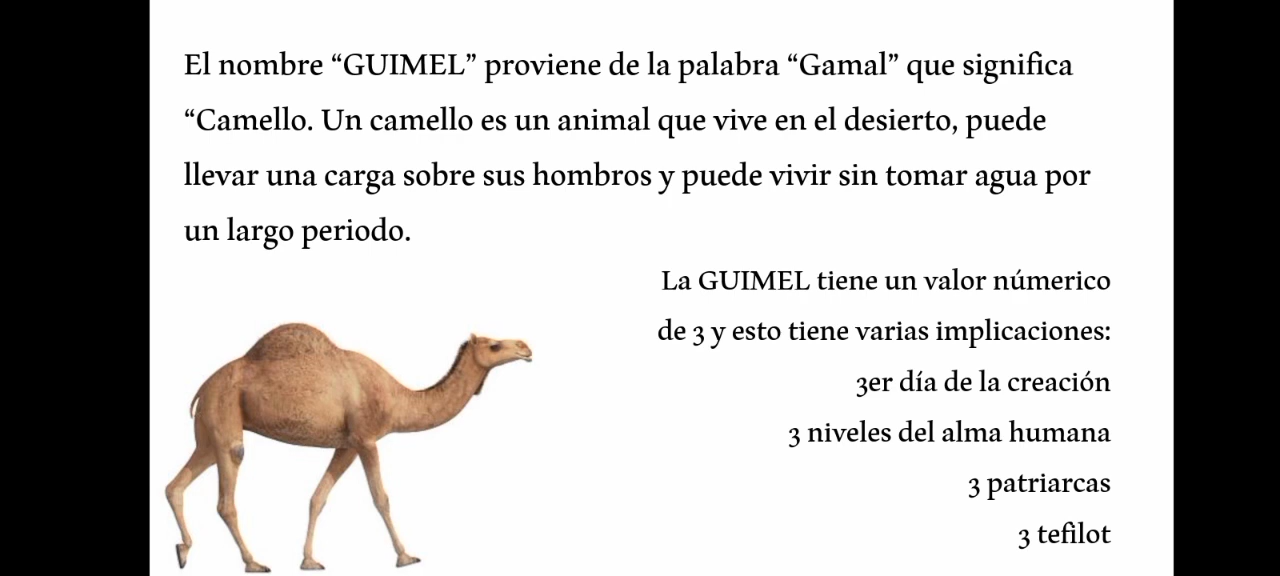 El nombre “GUIMEL” proviene de la palabra “Gamal” que significa
“Camello. Un camello es un animal que vive en el desierto, puede
llevar una carga sobre sus hombros y puede vivir sin tomar agua por
un largo periodo.
La GUIMEL tiene un valor númerico
de 3 y esto tiene varias implicaciones:
3er día de la creación
3 niveles del alma humana
3 patriarcas
3 tefilot